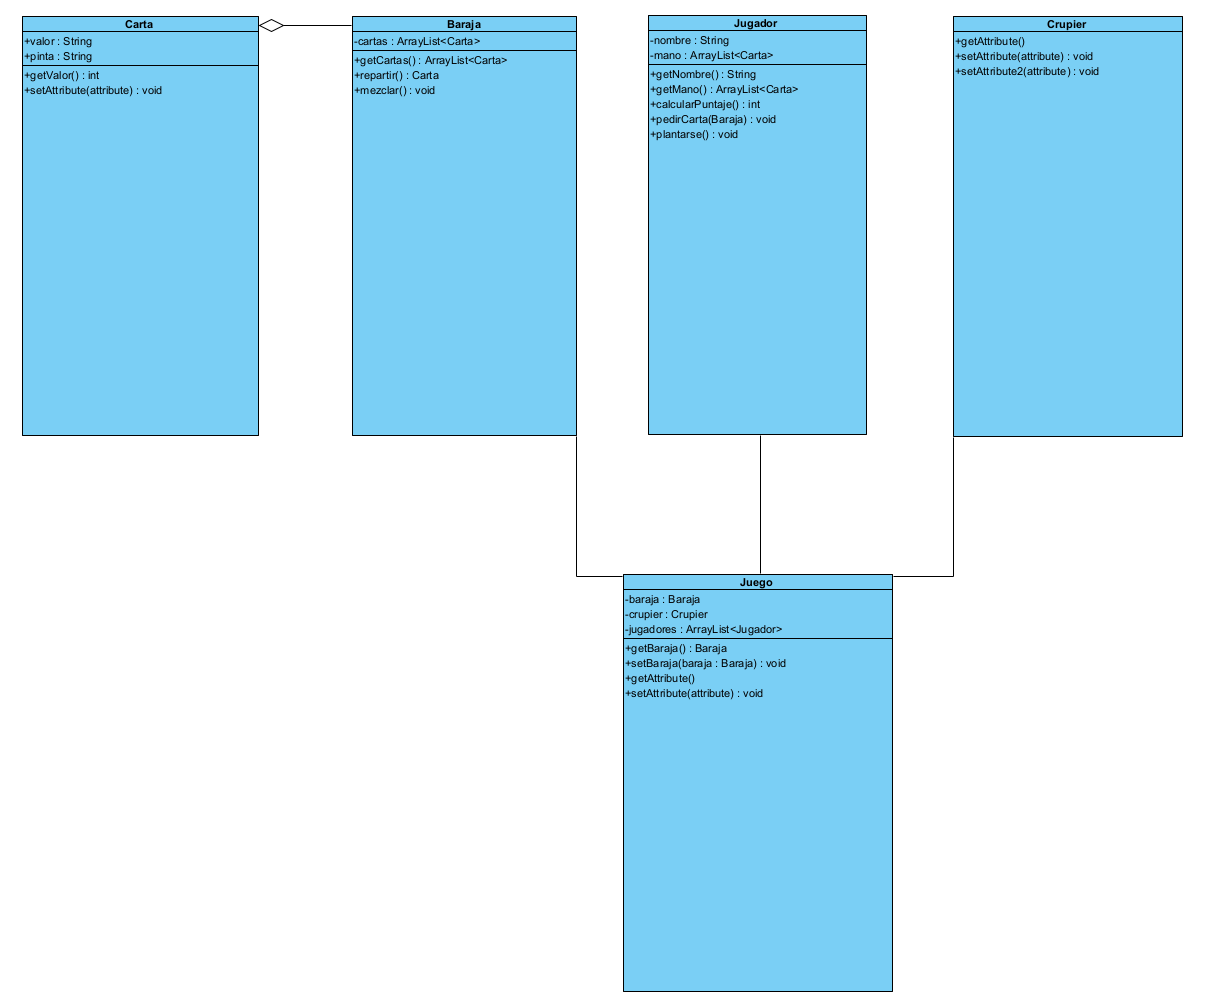 Carta
+valor : String
+pinta : String
+getValor() : int
+setAttribute(attribute) : void
Baraja
-cartas : ArrayList<Carta>
+getCartas() : ArrayList<Carta>
+repartir() : Carta
+mezclar() : void
Jugador
-nombre : String
-mano : ArrayList<Carta>
+getNombre() : String
+getMano() : ArrayList<Carta>
+calcularPuntaje() : int
+pedirCarta(Baraja) : void
+plantarse() : void
Crupier
+getAttribute()
+setAttribute(attribute) : void
+setAttribute2(attribute) : void
Juego
-baraja : Baraja
-crupier : Crupier
-jugadores : ArrayList<Jugador>
+getBaraja() : Baraja
+setBaraja(baraja : Baraja) : void
+getAttribute()
+setAttribute(attribute) : void